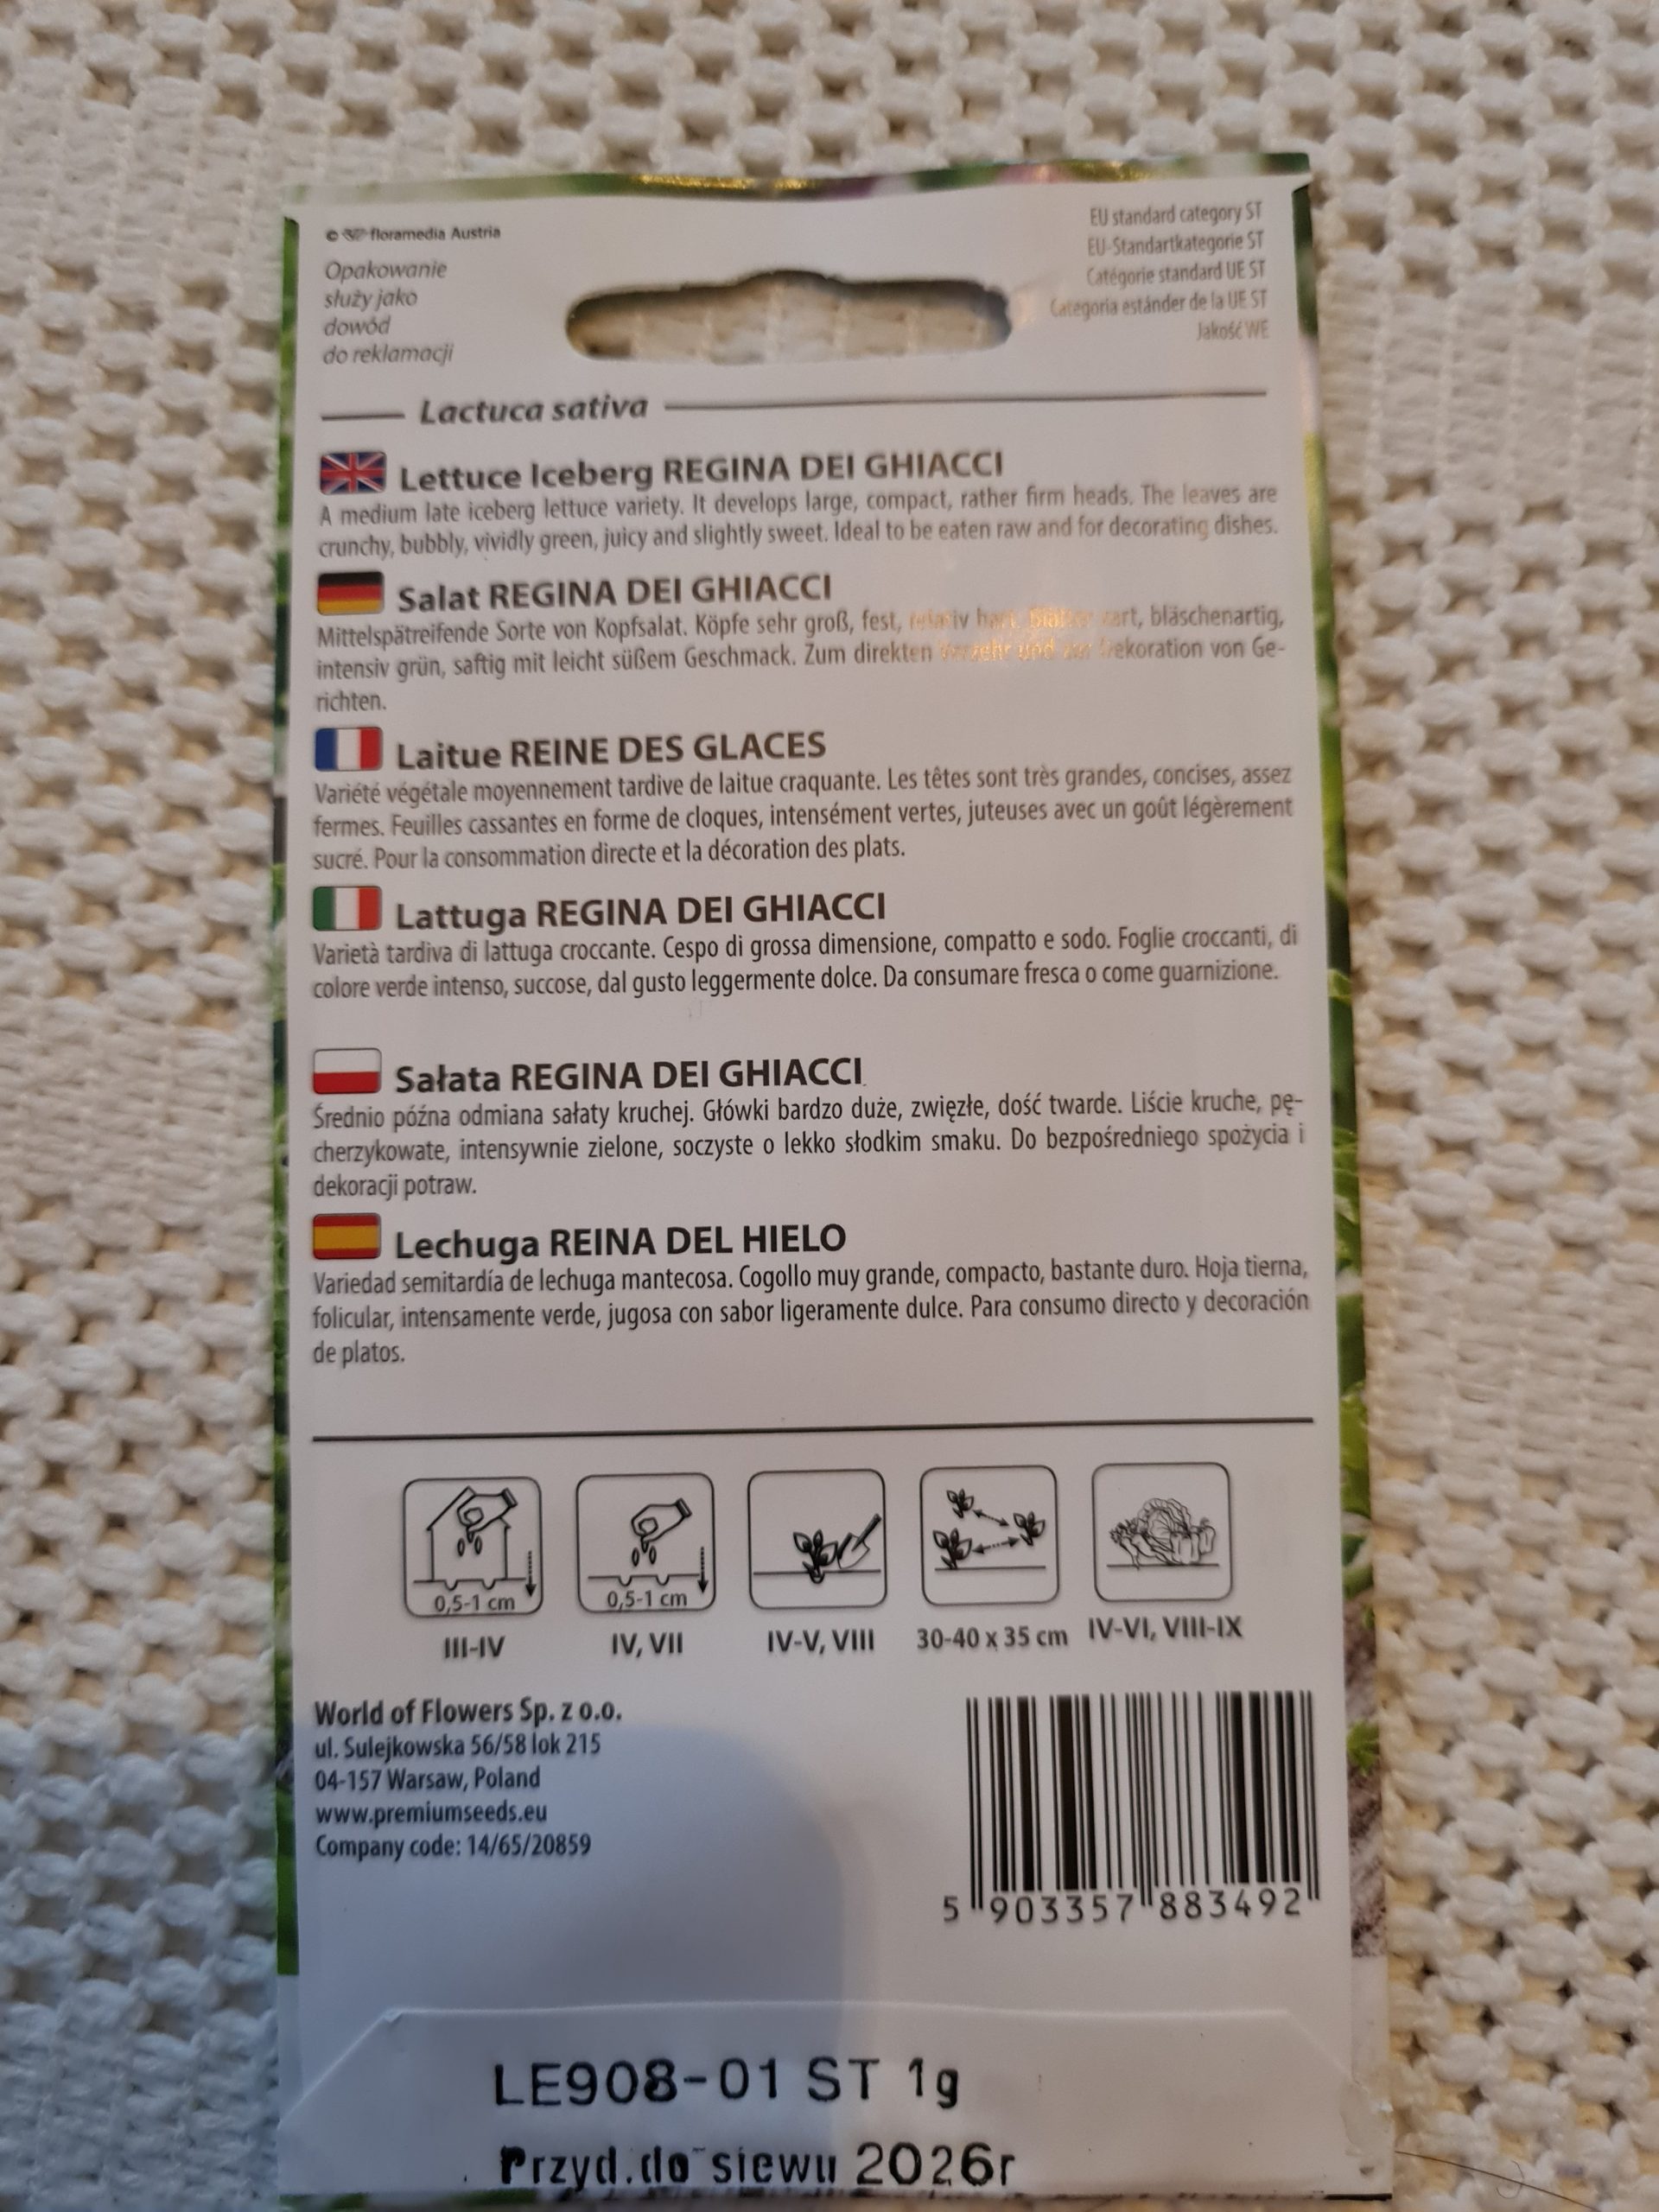 © floramedia Austria
Opakowanie
służy jako
dowód
do reklamacji
EU standard category ST
EU-Standartkategorie ST
Catégorie standard UE ST
Categoria estánder de la UE ST
Jakość WE
Lactuca sativa
Lettuce Iceberg REGINA DEI GHIACCI
A medium late iceberg lettuce variety. It develops large, compact, rather firm heads. The leaves are
crunchy, bubbly, vividly green, juicy and slightly sweet. Ideal to be eaten raw and for decorating dishes.
Salat REGINA DEI GHIACCI
Mittelspätreifende Sorte von Kopfsalat. Köpfe sehr groß, fest, relativ hart. Blätter zart, bläschenartig,
intensiv grün, saftig mit leicht süßem Geschmack. Zum direkten Verzehr und zur Dekoration von Ge-
richten.
Laitue REINE DES GLACES
Variété végétale moyennement tardive de laitue craquante. Les têtes sont très grandes, concises, assez
fermes. Feuilles cassantes en forme de cloques, intensément vertes, juteuses avec un goût légèrement
sucré. Pour la consommation directe et la décoration des plats.
Lattuga REGINA DEI GHIACCI
Varietà tardiva di lattuga croccante. Cespo di grossa dimensione, compatto e sodo. Foglie croccanti, di
colore verde intenso, succose, dal gusto leggermente dolce. Da consumare fresca o come guarnizione.
Sałata REGINA DEI GHIACCI
Średnio późna odmiana sałaty kruchej. Główki bardzo duże, zwięzłe, dość twarde. Liście kruche, pę-
cherzykowate, intensywnie zielone, soczyste o lekko słodkim smaku. Do bezpośredniego spożycia i
dekoracji potraw.
Lechuga REINA DEL HIELO
Variedad semitardía de lechuga mantecosa. Cogollo muy grande, compacto, bastante duro. Hoja tierna,
folicular, intensamente verde, jugosa con sabor ligeramente dulce. Para consumo directo y decoración
de platos.
0,5-1 cm
0,5-1 cm
III-IV
IV, VII
IV-V, VIII
30-40 x 35 cm
IV-VI, VIII-IX
World of Flowers Sp. z o.o.
ul. Sulejkowska 56/58 lok 215
04-157 Warsaw, Poland
www.premiumseeds.eu
Company code: 14/65/20859
5 903357 883492
LE908-01 ST 1g
Przyd.do siewu 2026r